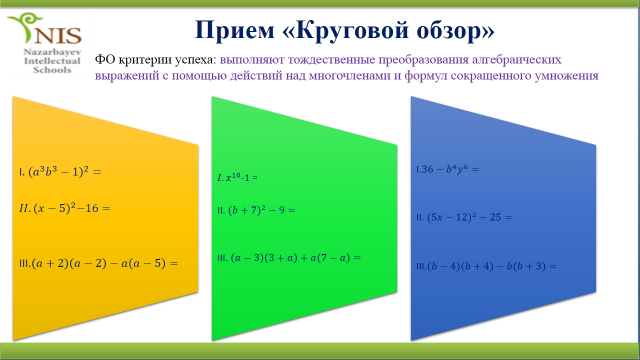 NIS
Nazarbayev
Intellectual
Schools
Прием «Круговой обзор»
ФО критерии успеха: выполняют тождественные преобразования алгебраических
выражений с помощью действий над многочленами и формул сокращенного умножения
I. (a³b³ − 1)² =
II. (x − 5)²−16 =
III.(a + 2)(a − 2) − a(a − 5) =
I. x¹⁰-1 =
II. (b + 7)² − 9 =
III. (a − 3)(3 + a) + a(7 − a) =
I.36 − b⁴y⁶ =
II. (5x − 12)² − 25 =
III.(b − 4)(b + 4) − b(b + 3) =